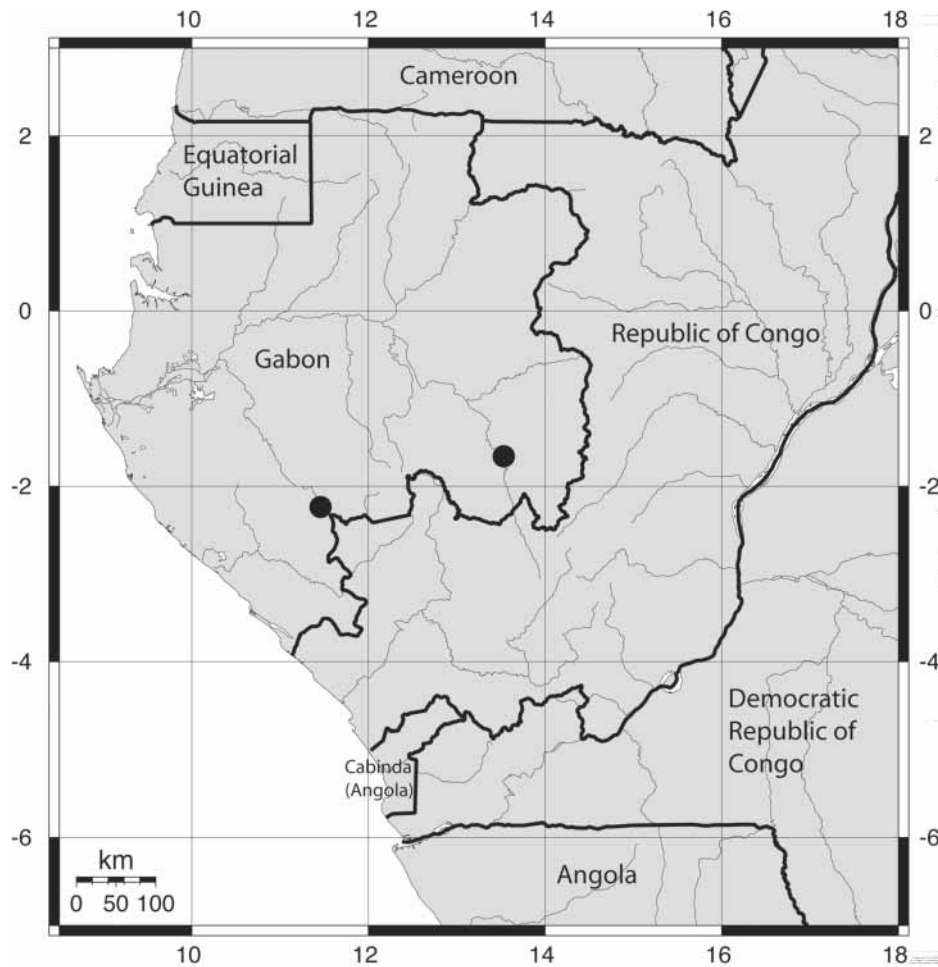 10 12 14 16 18
Cameroon
2 2
Equatorial
Guinea
0 0
Republic of Congo
Gabon
-2 -2
-4 -4
Democratic
Republic of
Congo
Cabinda
(Angola)
-6 -6
km
0 50 100
Angola
10 12 14 16 18